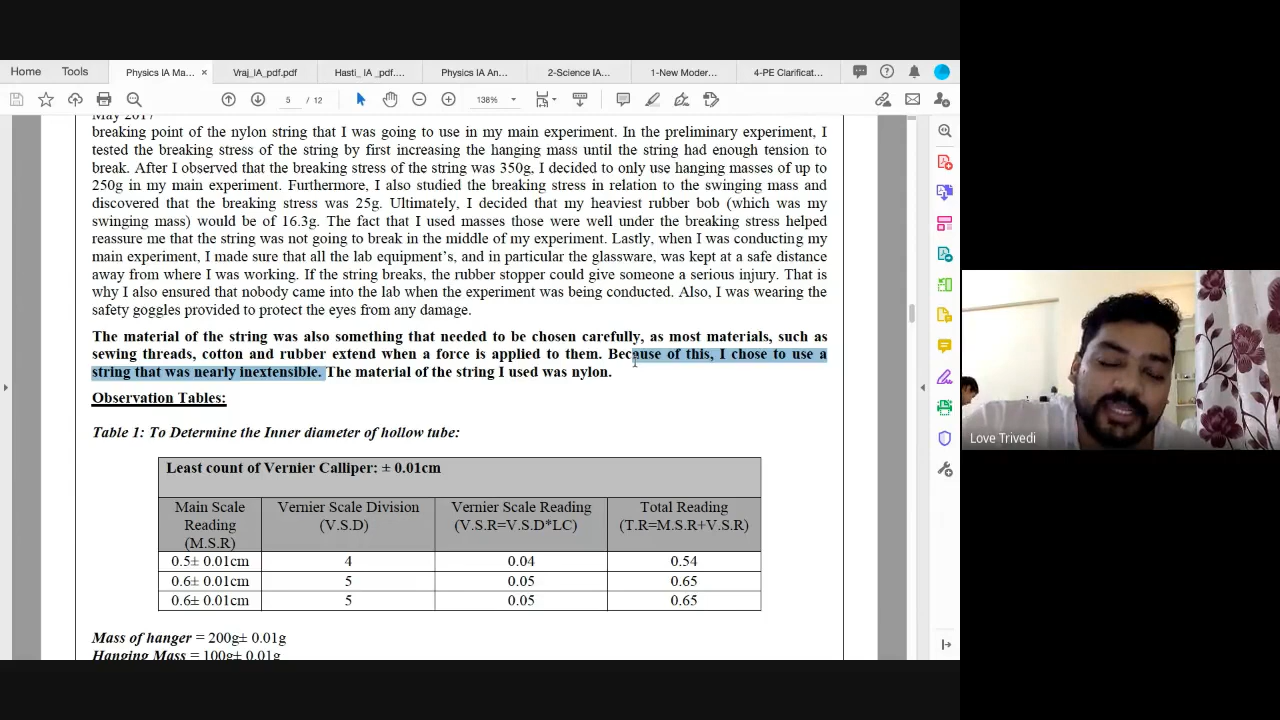 Home
Tools
Physics IA Ma...
×
Vraj_IA_pdf.pdf
Hasti_ IA _pdf....
Physics IA An...
2-Science IA...
1-New Moder...
4-PE Clarificat...
5 / 12
138%
May 2017
breaking point of the nylon string that I was going to use in my main experiment. In the preliminary experiment, I
tested the breaking stress of the string by first increasing the hanging mass until the string had enough tension to
break. After I observed that the breaking stress of the string was 350g, I decided to only use hanging masses of up to
250g in my main experiment. Furthermore, I also studied the breaking stress in relation to the swinging mass and
discovered that the breaking stress was 25g. Ultimately, I decided that my heaviest rubber bob (which was my
swinging mass) would be of 16.3g. The fact that I used masses those were well under the breaking stress helped
reassure me that the string was not going to break in the middle of my experiment. Lastly, when I was conducting my
main experiment, I made sure that all the lab equipment's, and in particular the glassware, was kept at a safe distance
away from where I was working. If the string breaks, the rubber stopper could give someone a serious injury. That is
why I also ensured that nobody came into the lab when the experiment was being conducted. Also, I was wearing the
safety goggles provided to protect the eyes from any damage.
The material of the string was also something that needed to be chosen carefully, as most materials, such as
sewing threads, cotton and rubber extend when a force is applied to them. Because of this, I chose to use a
string that was nearly inextensible. The material of the string I used was nylon.
Observation Tables:
Table 1: To Determine the Inner diameter of hollow tube:
Least count of Vernier Calliper: ± 0.01cm
Main Scale Reading (M.S.R)
Vernier Scale Division (V.S.D)
Vernier Scale Reading (V.S.R=V.S.D*LC)
Total Reading (T.R=M.S.R+V.S.R)
0.5± 0.01cm 4 0.04 0.54
0.6± 0.01cm 5 0.05 0.65
0.6± 0.01cm 5 0.05 0.65
Mass of hanger = 200g± 0.01g
Hanging Mass = 100g± 0.01g
Love Trivedi